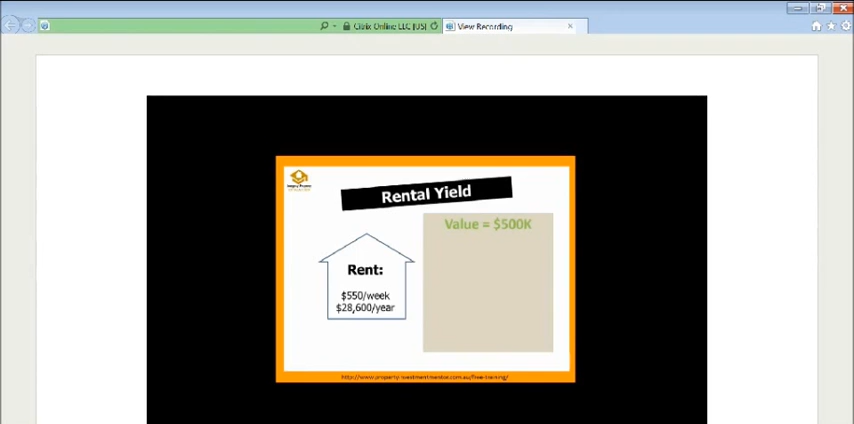 Citrix Online LLC [US]
View Recording
Rental Yield
Value = $500K
Rent:
$550/week
$28,600/year